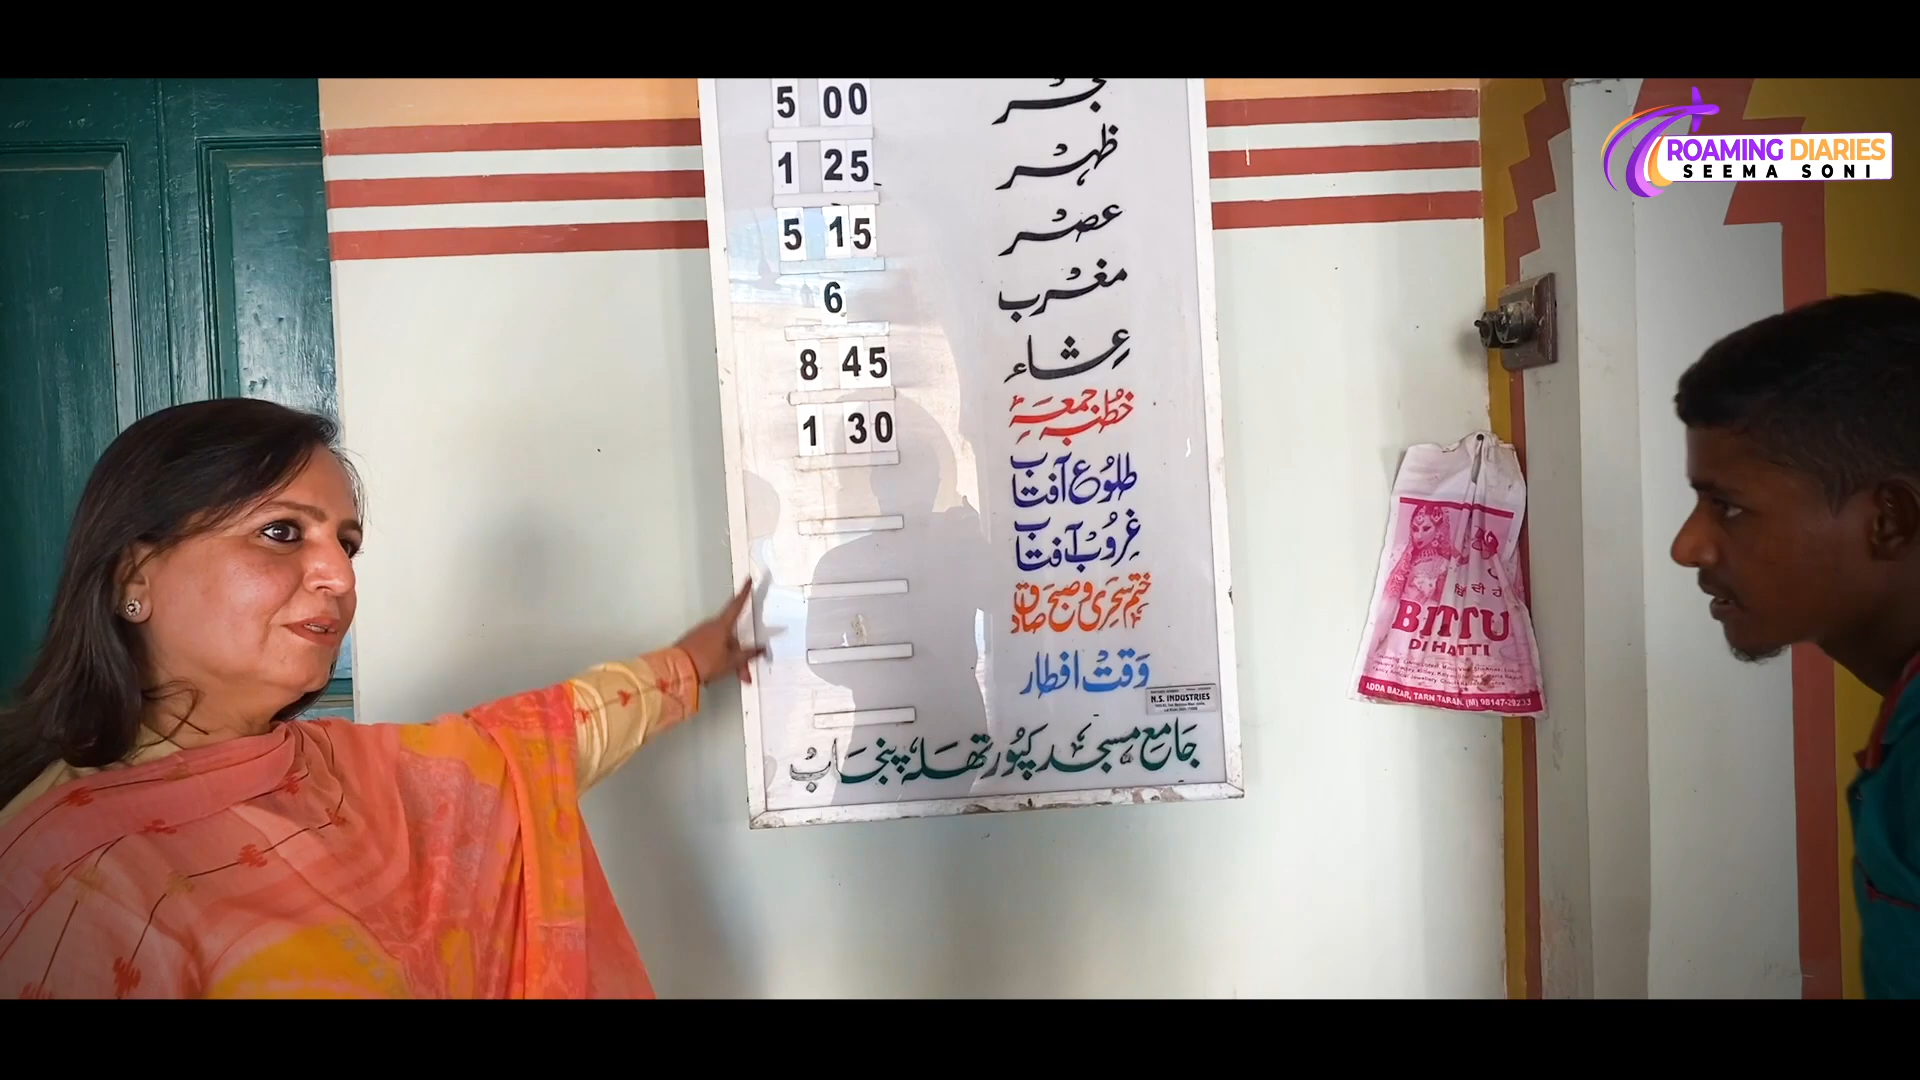 ROAMING DIARIES
SEEMA SONI
5 00 فجر
1 25 ظہر
5 15 عصر
6 مغرب
8 45 عشاء
1 30 خطبہ جمعہ
طلوع آفتاب
غروب آفتاب
ختم سحری و صبح صادق
وقت افطار
N.S. INDUSTRIES
جامع مسجد کپورتھلہ پنجاب
BITTU
DI HATTI
ADDA BAZAR, TARN TARAN. (M) 98147-29233